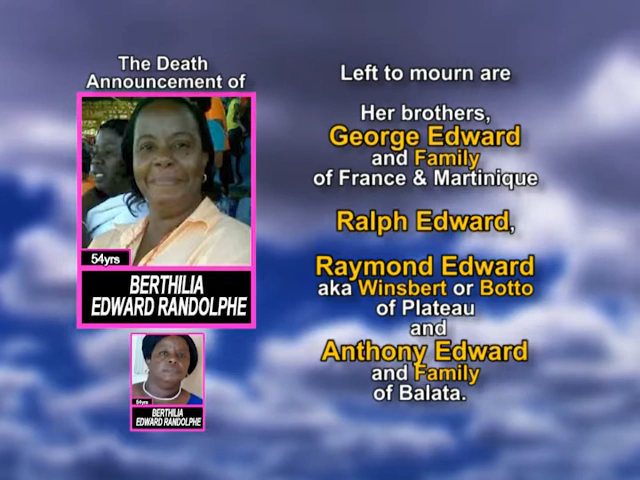 The Death
Announcement of
54yrs
BERTHILIA
EDWARD RANDOLPHE
54yrs
BERTHILIA
EDWARD RANDOLPHE
Left to mourn are
Her brothers,
George Edward
and Family
of France & Martinique
Ralph Edward,
Raymond Edward
aka Winsbert or Botto
of Plateau
and
Anthony Edward
and Family
of Balata.